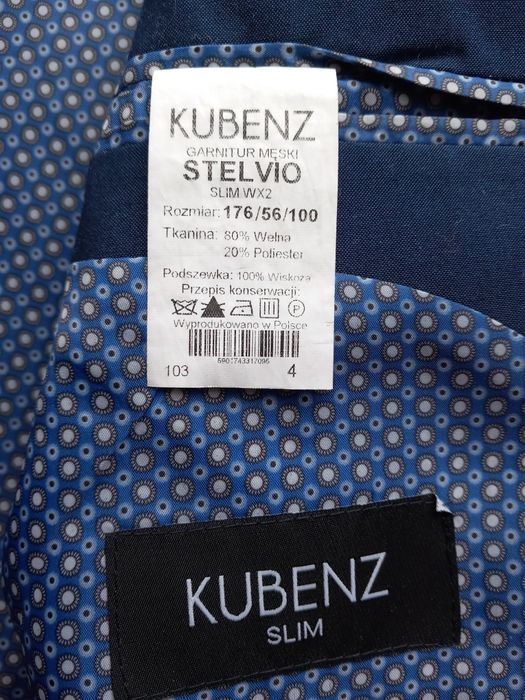 KUBENZ
GARNITUR MĘSKI
STELVIO
SLIM WX2
Rozmiar: 176/56/100
Tkanina: 80% Wełna
20% Poliester
Podszewka: 100% Wiskoza
Przepis konserwacji:
P
Wyprodukowano w Polsce
5901743317095
103 4
KUBENZ
SLIM